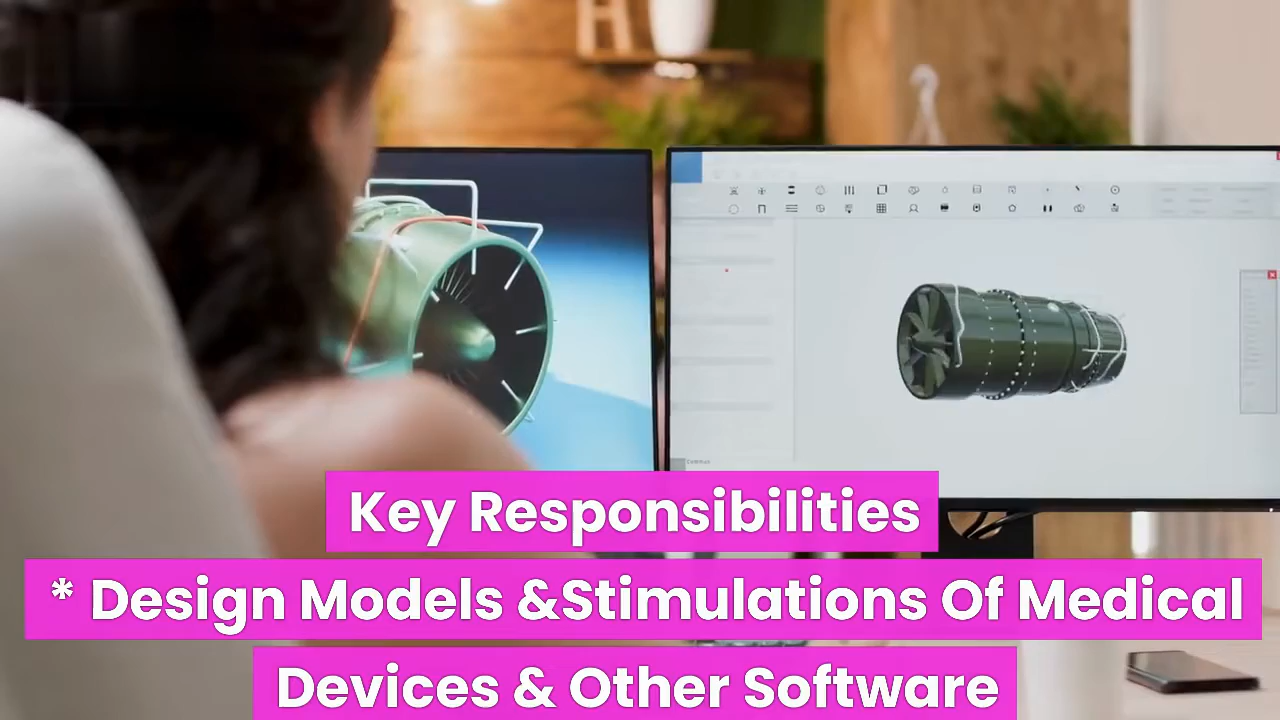 Key Responsibilities
* Design Models &Stimulations Of Medical
Devices & Other Software